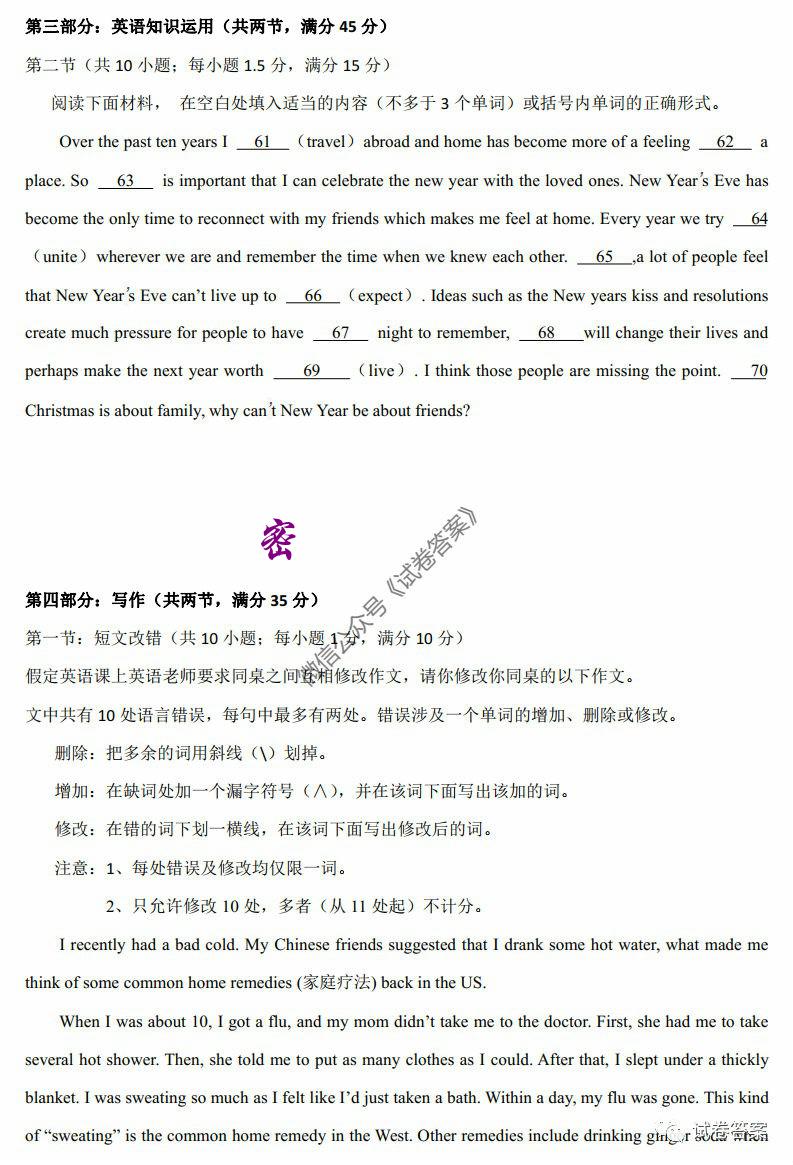 第三部分：英语知识运用（共两节，满分 45 分）
第二节（共 10 小题；每小题 1.5 分，满分 15 分）
阅读下面材料， 在空白处填入适当的内容（不多于 3 个单词）或括号内单词的正确形式。
Over the past ten years I 61 （travel）abroad and home has become more of a feeling 62 a
place. So 63 is important that I can celebrate the new year with the loved ones. New Year’s Eve has
become the only time to reconnect with my friends which makes me feel at home. Every year we try 64
（unite）wherever we are and remember the time when we knew each other. 65 ,a lot of people feel
that New Year’s Eve can’t live up to 66 （expect）. Ideas such as the New years kiss and resolutions
create much pressure for people to have 67 night to remember, 68 will change their lives and
perhaps make the next year worth 69 （live）. I think those people are missing the point. 70
Christmas is about family, why can’t New Year be about friends?
密
微信公众号《试卷答案》
第四部分：写作（共两节，满分 35 分）
第一节：短文改错（共 10 小题；每小题 1 分，满分 10 分）
假定英语课上英语老师要求同桌之间互相修改作文，请你修改你同桌的以下作文。
文中共有 10 处语言错误，每句中最多有两处。错误涉及一个单词的增加、删除或修改。
删除：把多余的词用斜线（\）划掉。
增加：在缺词处加一个漏字符号（∧），并在该词下面写出该加的词。
修改：在错的词下划一横线，在该词下面写出修改后的词。
注意：1、每处错误及修改均仅限一词。
2、只允许修改 10 处，多者（从 11 处起）不计分。
I recently had a bad cold. My Chinese friends suggested that I drank some hot water, what made me
think of some common home remedies (家庭疗法) back in the US.
When I was about 10, I got a flu, and my mom didn’t take me to the doctor. First, she had me to take
several hot shower. Then, she told me to put as many clothes as I could. After that, I slept under a thickly
blanket. I was sweating so much as I felt like I’d just taken a bath. Within a day, my flu was gone. This kind
of “sweating” is the common home remedy in the West. Other remedies include drinking ginger soda when
试卷答案